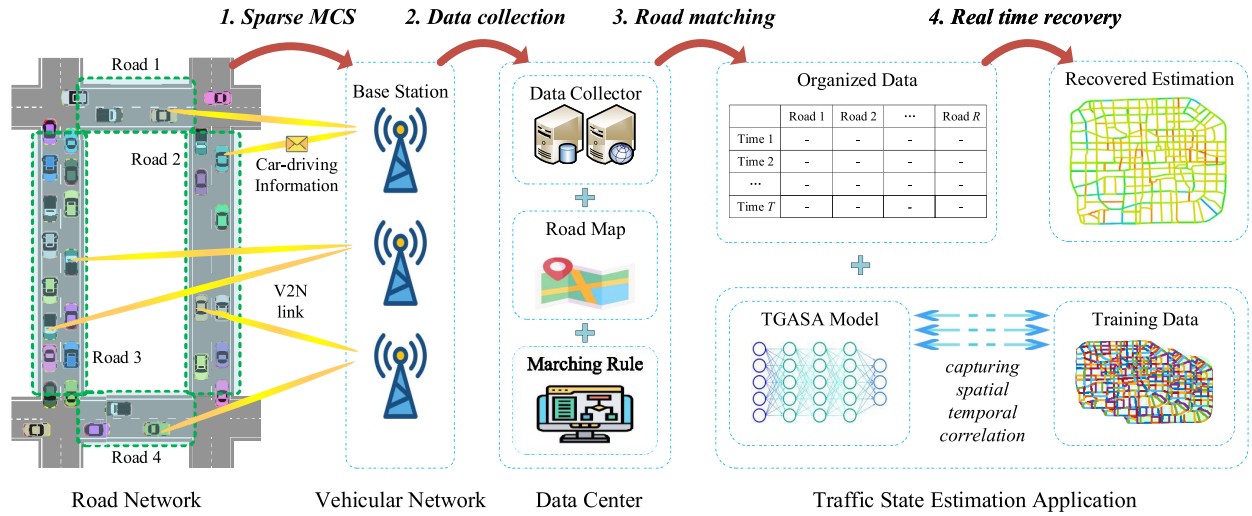 1. Sparse MCS
2. Data collection
3. Road matching
4. Real time recovery
Road 1
Road 2
Car-driving
Information
V2N
link
Road 3
Road 4
Base Station
Data Collector
Road Map
Marching Rule
Organized Data
Road 1 Road 2 ... Road R
Time 1 - - - -
Time 2 - - - -
... - - - -
Time T - - - -
Recovered Estimation
TGASA Model
capturing
spatial
temporal
correlation
Training Data
Road Network
Vehicular Network
Data Center
Traffic State Estimation Application